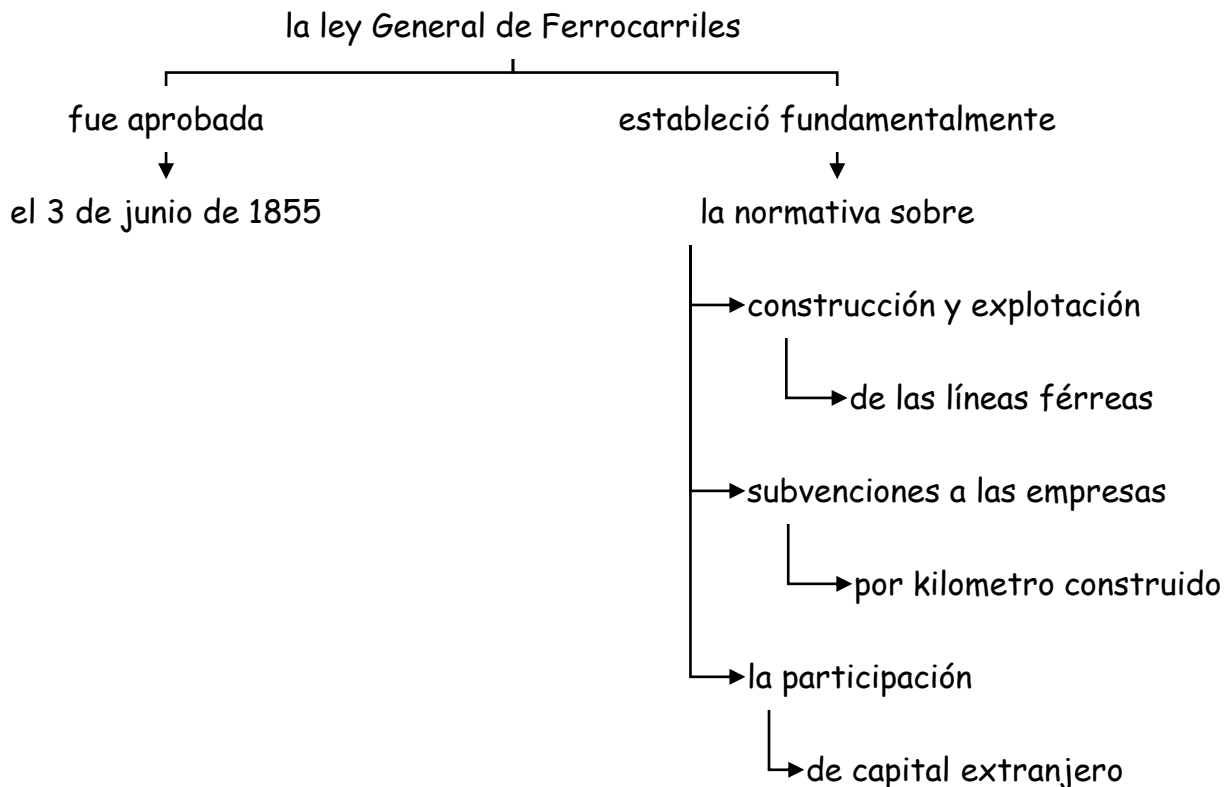 la ley General de Ferrocarriles
fue aprobada
el 3 de junio de 1855
estableció fundamentalmente
la normativa sobre
construcción y explotación
de las líneas férreas
subvenciones a las empresas
por kilometro construido
la participación
de capital extranjero